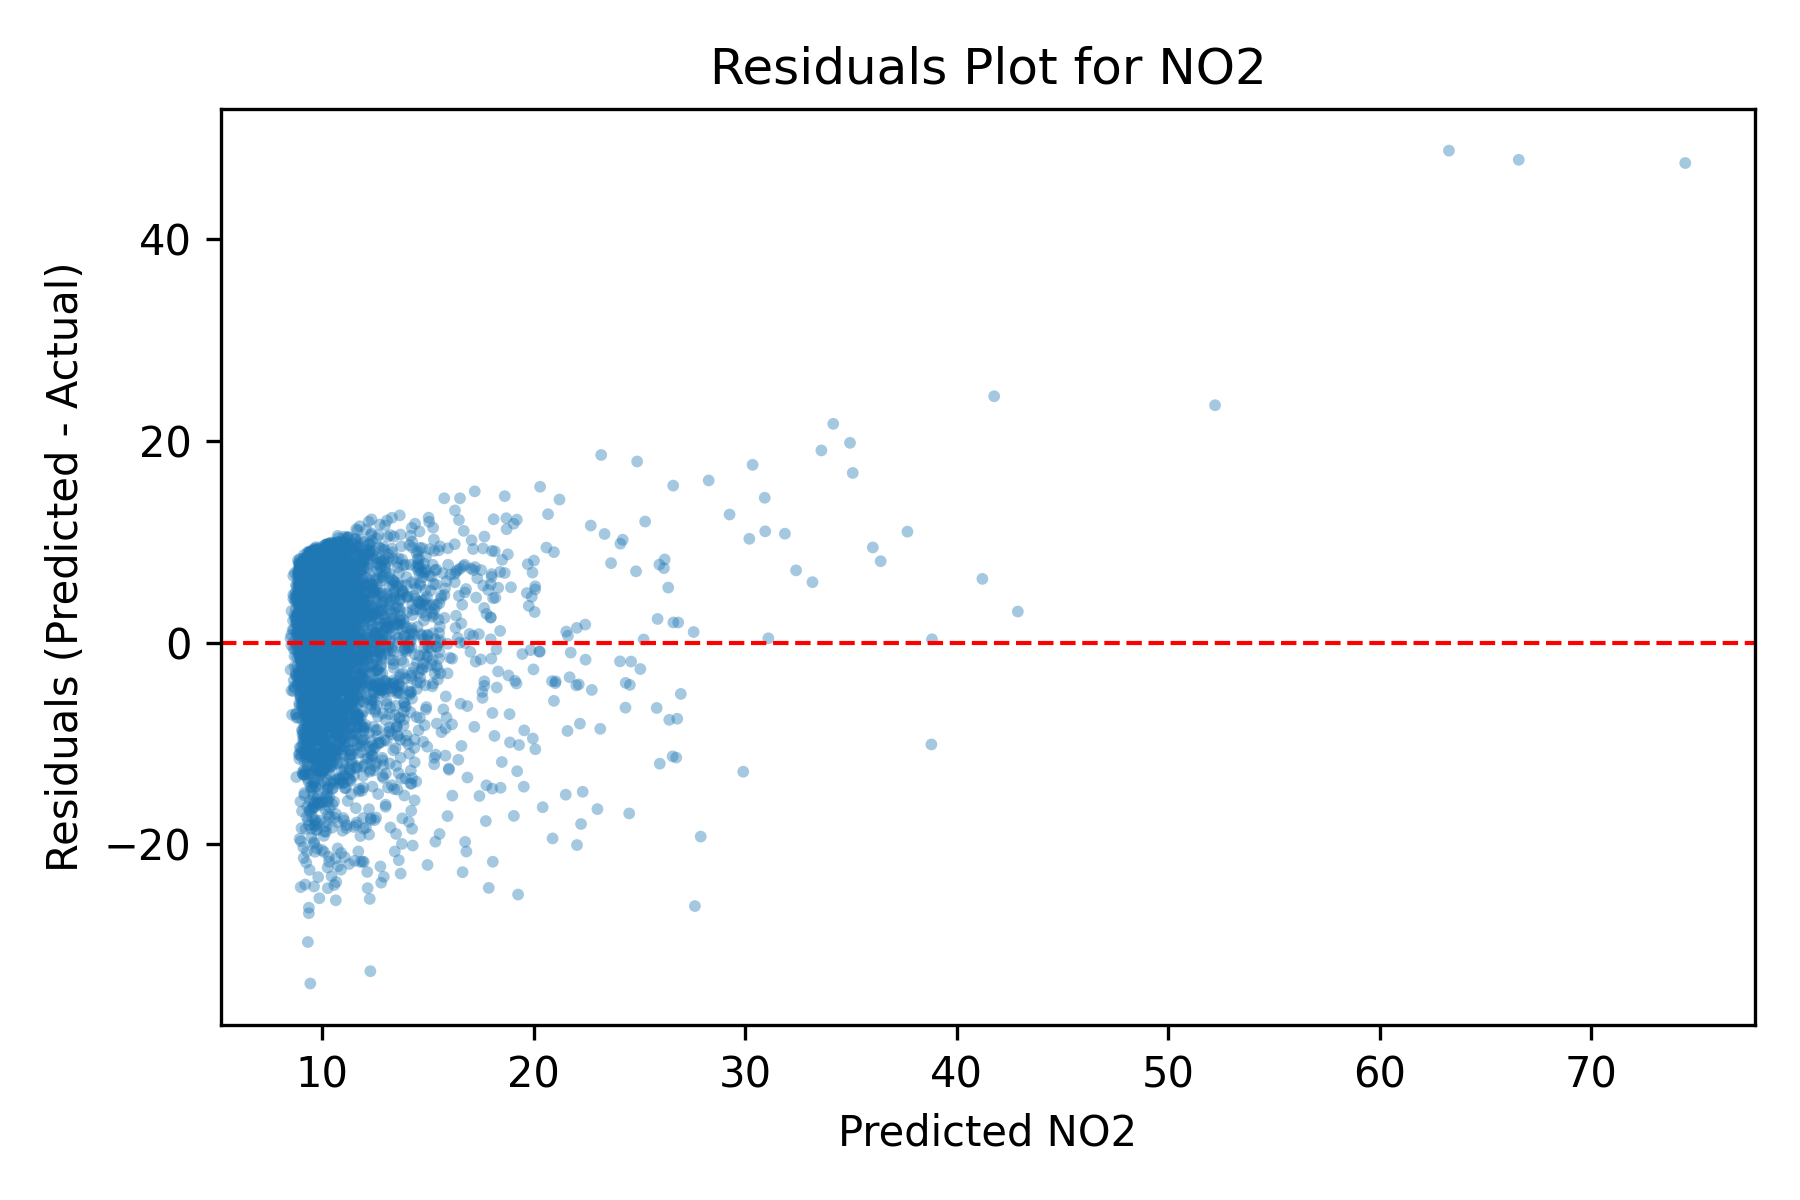 Residuals Plot for NO2
Residuals (Predicted - Actual)
40
20
0
−20
10 20 30 40 50 60 70
Predicted NO2